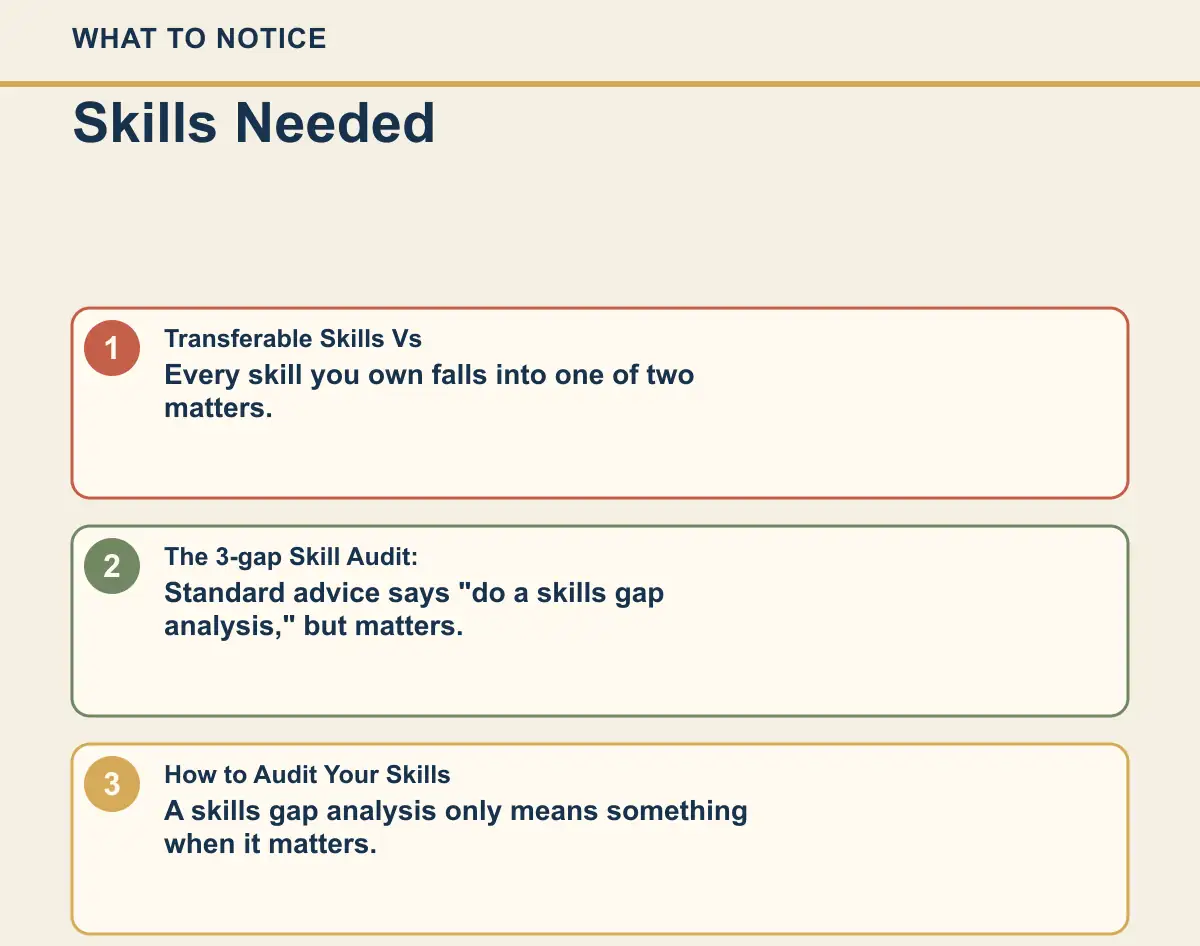 WHAT TO NOTICE
Skills Needed
1
Transferable Skills Vs
Every skill you own falls into one of two
matters.
2
The 3-gap Skill Audit:
Standard advice says "do a skills gap
analysis," but matters.
3
How to Audit Your Skills
A skills gap analysis only means something
when it matters.